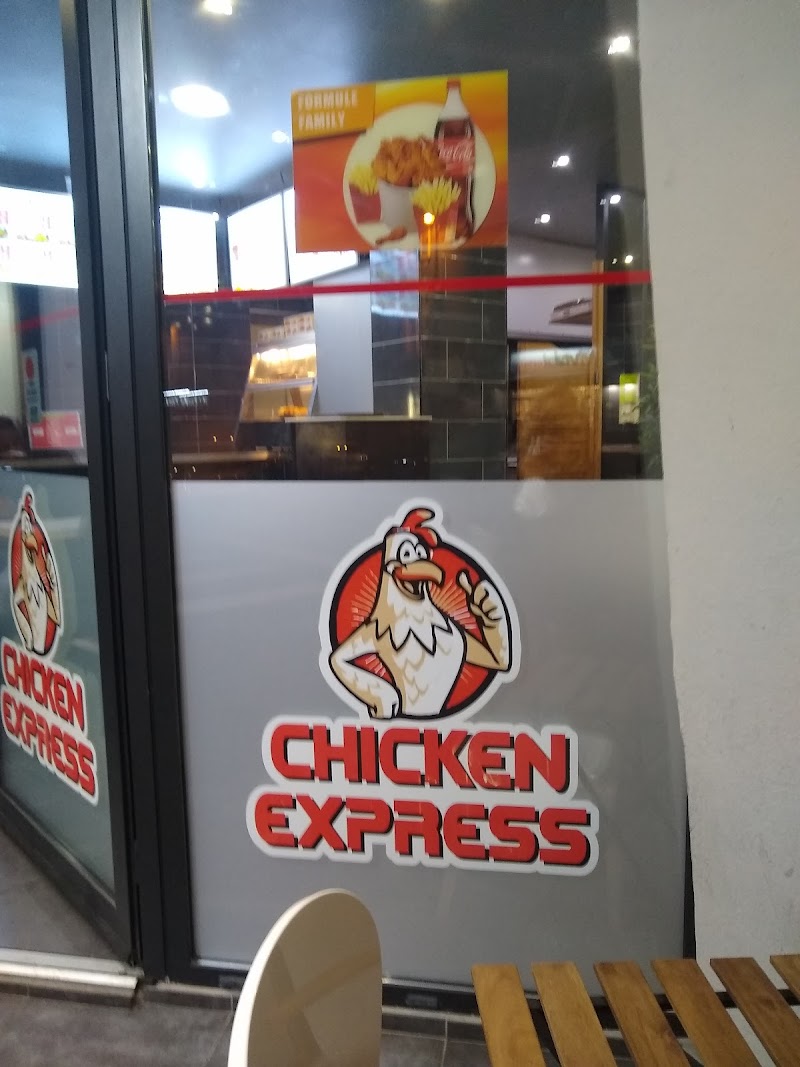 FORMULE
FAMILY
Coca-Cola
CHICKEN
EXPRESS
CHICKEN
EXPRESS